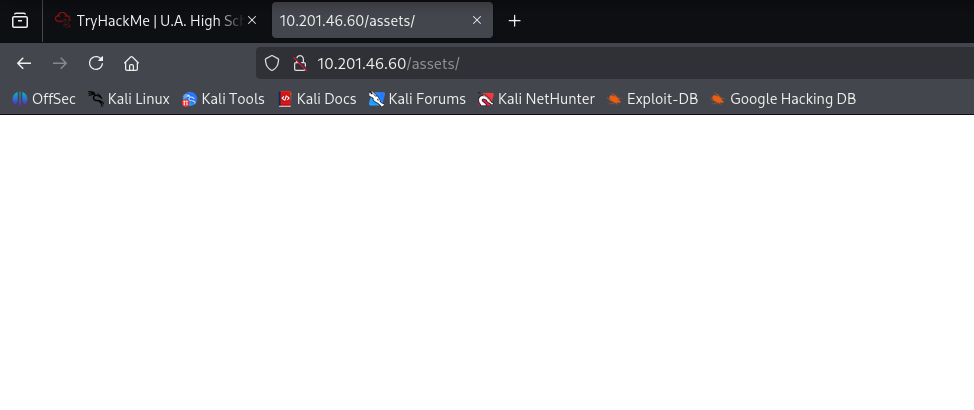 TryHackMe | U.A. High Sc
10.201.46.60/assets/
10.201.46.60/assets/
OffSec Kali Linux Kali Tools Kali Docs Kali Forums Kali NetHunter Exploit-DB Google Hacking DB